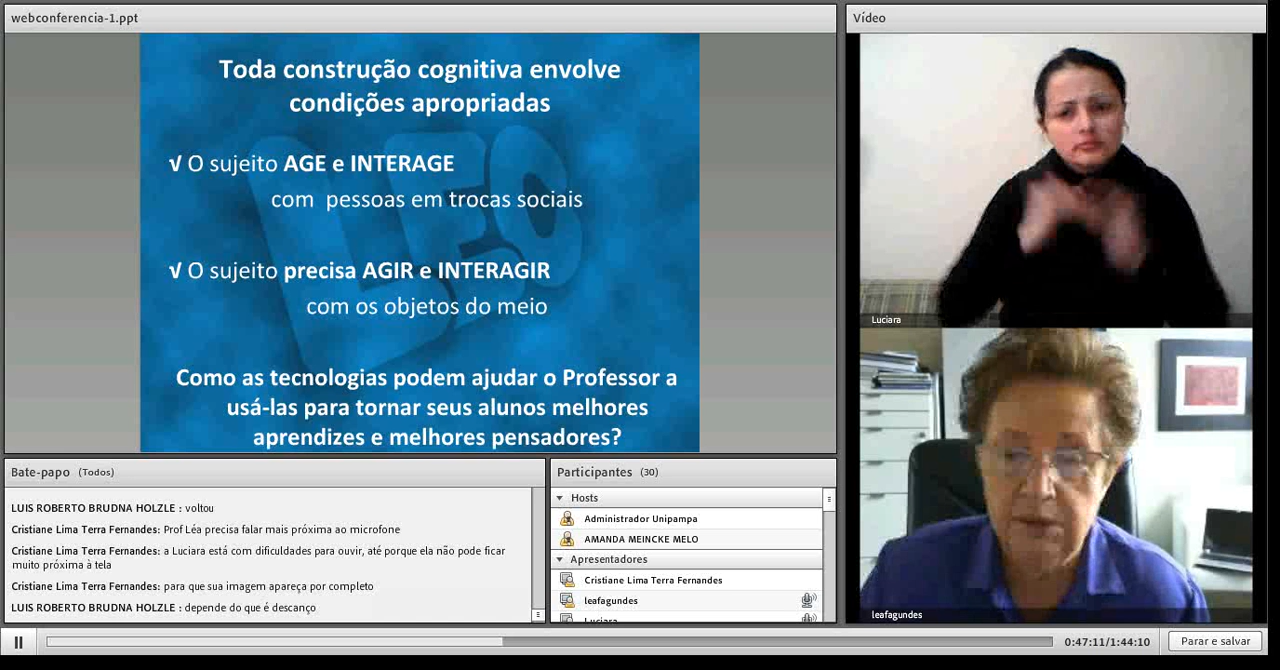 webconferencia-1.ppt
Toda construção cognitiva envolve
condições apropriadas
√ O sujeito AGE e INTERAGE
com pessoas em trocas sociais
√ O sujeito precisa AGIR e INTERAGIR
com os objetos do meio
Como as tecnologias podem ajudar o Professor a
usá-las para tornar seus alunos melhores
aprendizes e melhores pensadores?
LEO
Vídeo
Luciara
leafagundes
Bate-papo (Todos)
LUIS ROBERTO BRUDNA HOLZLE : voltou
Cristiane Lima Terra Fernandes: Prof Léa precisa falar mais próxima ao microfone
Cristiane Lima Terra Fernandes: a Luciara está com dificuldades para ouvir, até porque ela não pode ficar
muito próxima à tela
Cristiane Lima Terra Fernandes: para que sua imagem apareça por completo
LUIS ROBERTO BRUDNA HOLZLE : depende do que é descanço
Participantes (30)
Hosts
Administrador Unipampa
AMANDA MEINCKE MELO
Apresentadores
Cristiane Lima Terra Fernandes
leafagundes
Luciara
0:47:11/1:44:10
Parar e salvar